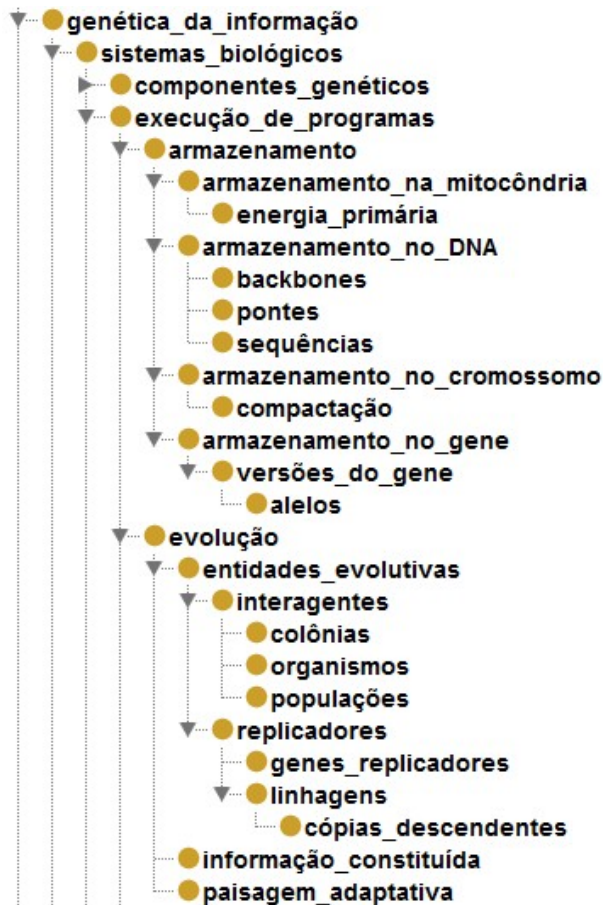 genética_da_informação
sistemas_biológicos
componentes_genéticos
execução_de_programas
armazenamento
armazenamento_na_mitocôndria
energia_primária
armazenamento_no_DNA
backbones
pontes
sequências
armazenamento_no_cromossomo
compactação
armazenamento_no_gene
versões_do_gene
alelos
evolução
entidades_evolutivas
interagentes
colônias
organismos
populações
replicadores
genes_replicadores
linhagens
cópias_descendentes
informação_constituída
paisagem_adaptativa